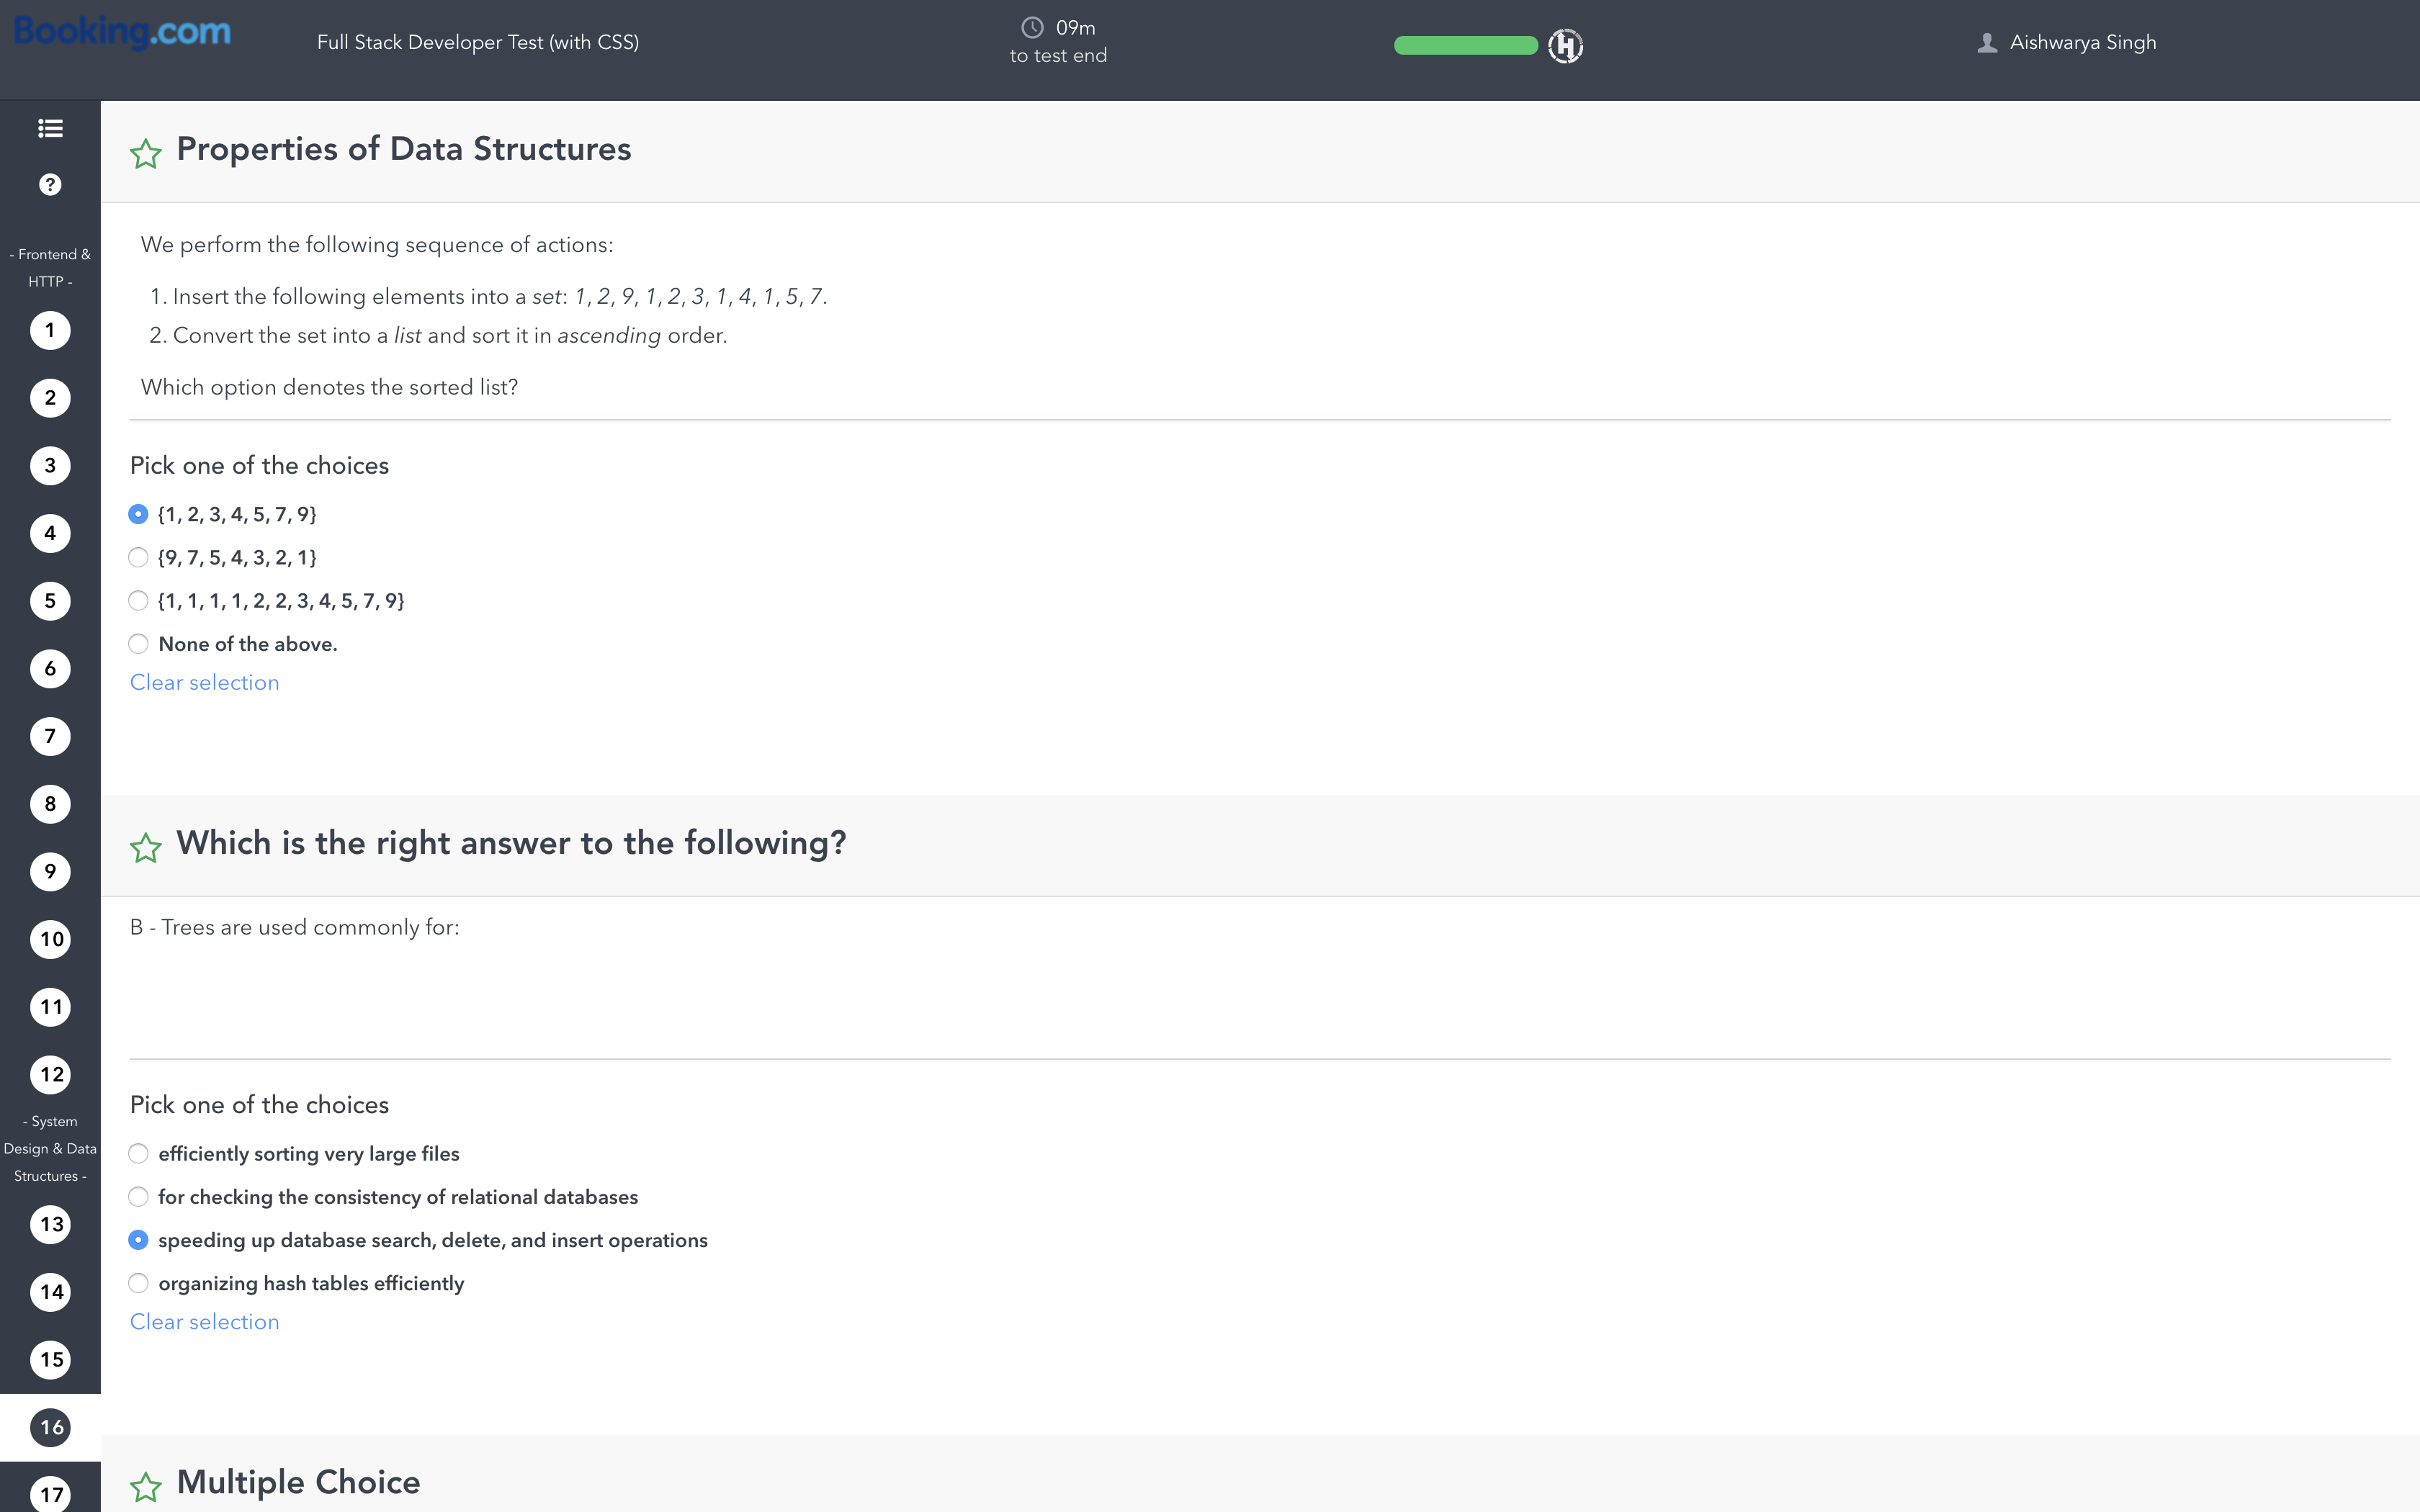 Booking.com
Full Stack Developer Test (with CSS)
09m
to test end
H
Aishwarya Singh
?
- Frontend &
HTTP -
1
2
3
4
5
6
7
8
9
10
11
12
- System
Design & Data
Structures -
13
14
15
16
17
Properties of Data Structures
We perform the following sequence of actions:
1. Insert the following elements into a set: 1, 2, 9, 1, 2, 3, 1, 4, 1, 5, 7.
2. Convert the set into a list and sort it in ascending order.
Which option denotes the sorted list?
Pick one of the choices
{1, 2, 3, 4, 5, 7, 9}
{9, 7, 5, 4, 3, 2, 1}
{1, 1, 1, 1, 2, 2, 3, 4, 5, 7, 9}
None of the above.
Clear selection
Which is the right answer to the following?
B - Trees are used commonly for:
Pick one of the choices
efficiently sorting very large files
for checking the consistency of relational databases
speeding up database search, delete, and insert operations
organizing hash tables efficiently
Clear selection
Multiple Choice